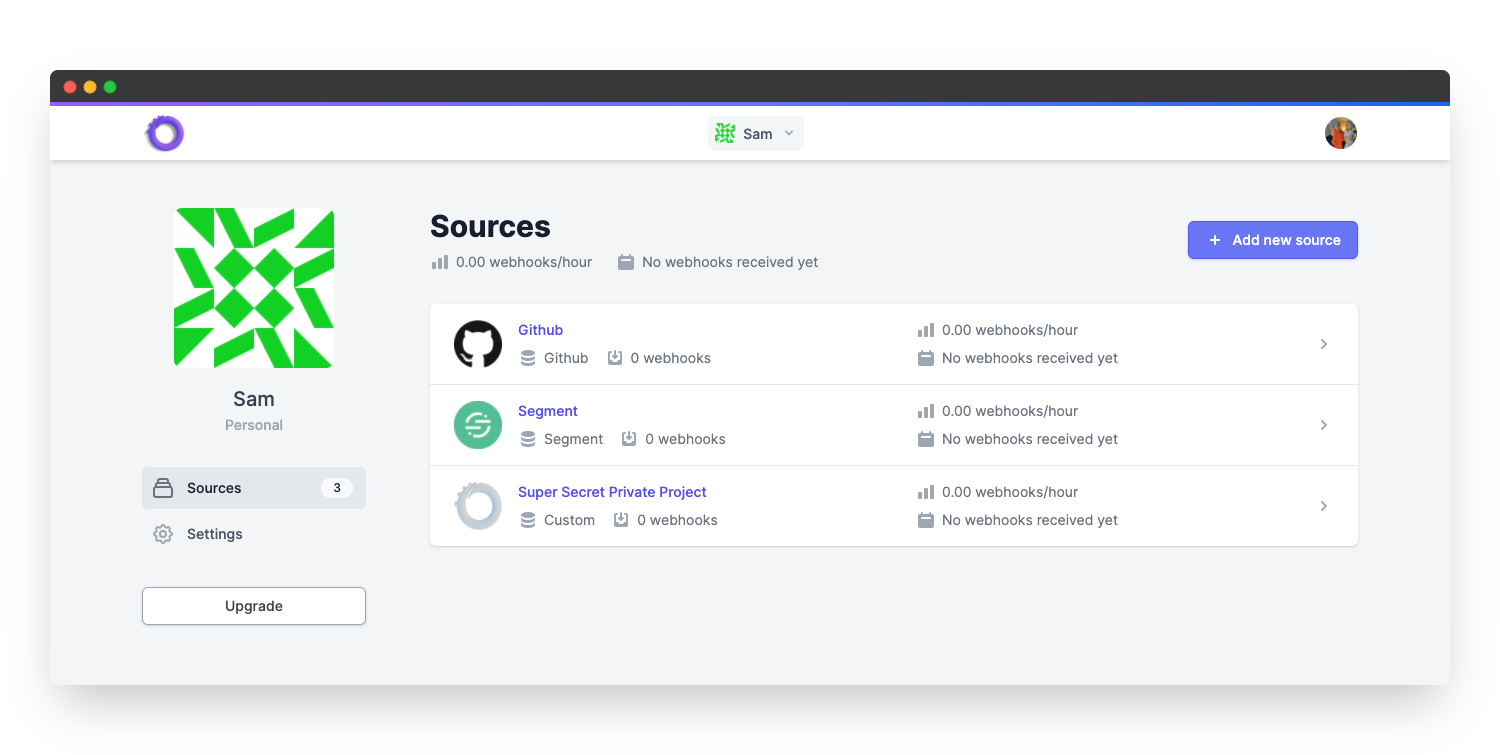 Sam
Sam
Personal
Sources 3
Settings
Upgrade
Sources
0.00 webhooks/hour No webhooks received yet
+ Add new source
Github
Github 0 webhooks
0.00 webhooks/hour
No webhooks received yet
Segment
Segment 0 webhooks
0.00 webhooks/hour
No webhooks received yet
Super Secret Private Project
Custom 0 webhooks
0.00 webhooks/hour
No webhooks received yet